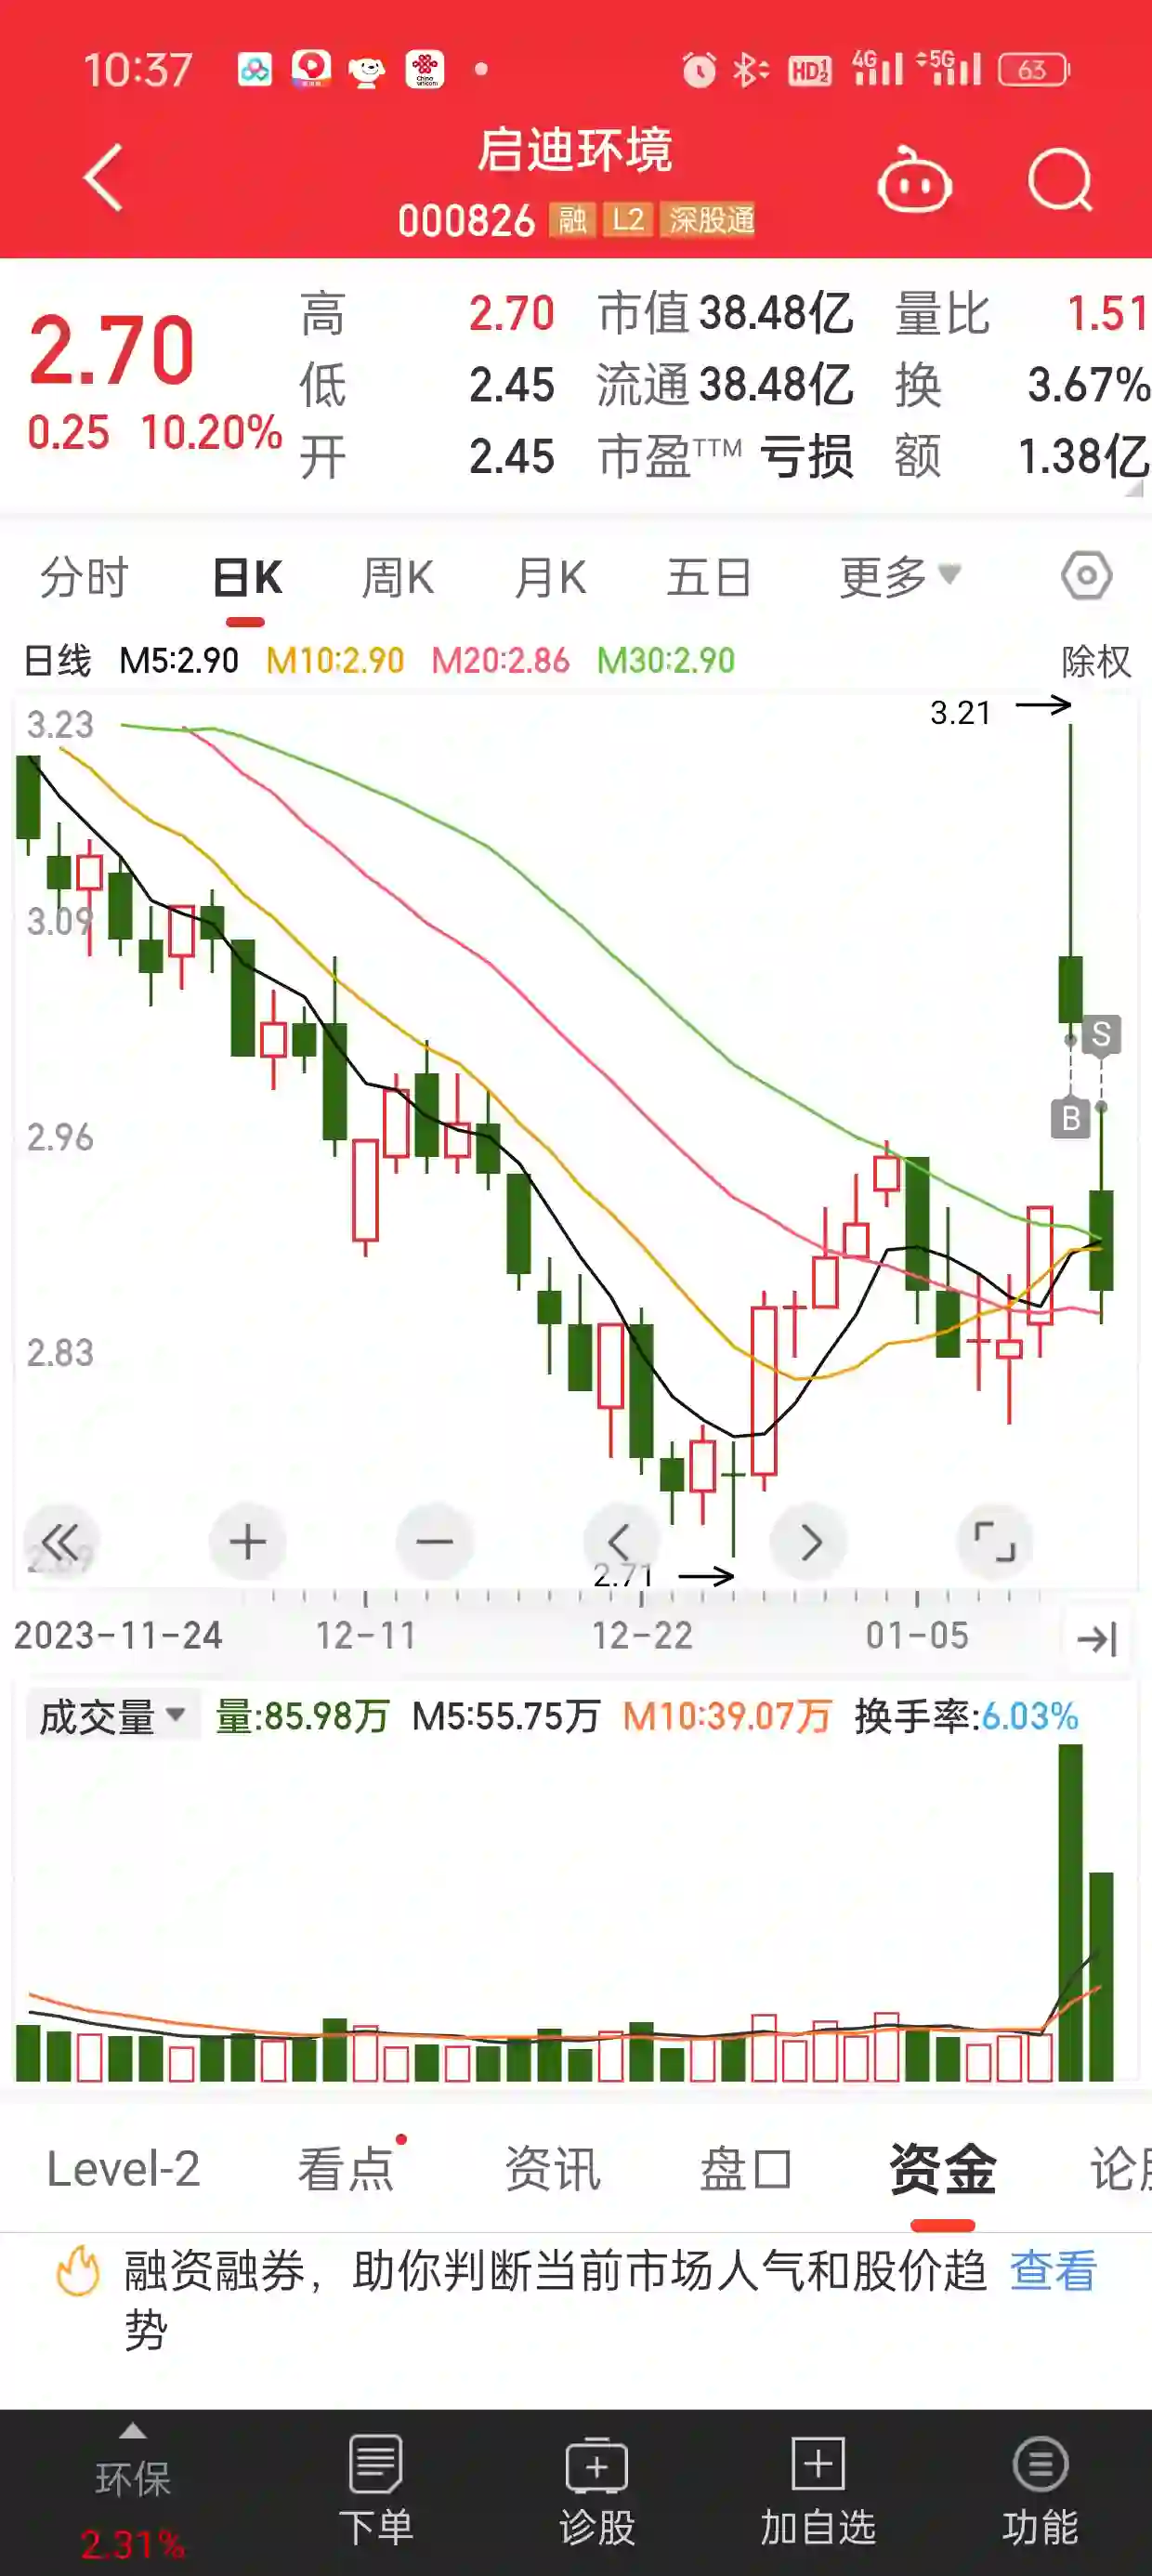 10:37 HD 1 2 4G 5G 63
启迪环境
000826 融 L2 深股通
2.70
0.25 10.20%
高 2.70 市值 38.48亿 量比 1.51
低 2.45 流通 38.48亿 换 3.67%
开 2.45 市盈TTM 亏损 额 1.38亿
分时 日K 周K 月K 五日 更多
日线 M5:2.90 M10:2.90 M20:2.86 M30:2.90 除权
3.23
3.21
3.09
S
B
2.96
2.83
2.69
2.71
2023-11-24 12-11 12-22 01-05
成交量 量:85.98万 M5:55.75万 M10:39.07万 换手率:6.03%
Level-2 看点 资讯 盘口 资金 论股
融资融券，助你判断当前市场人气和股价趋 查看
势
环保 2.31% 下单 诊股 加自选 功能